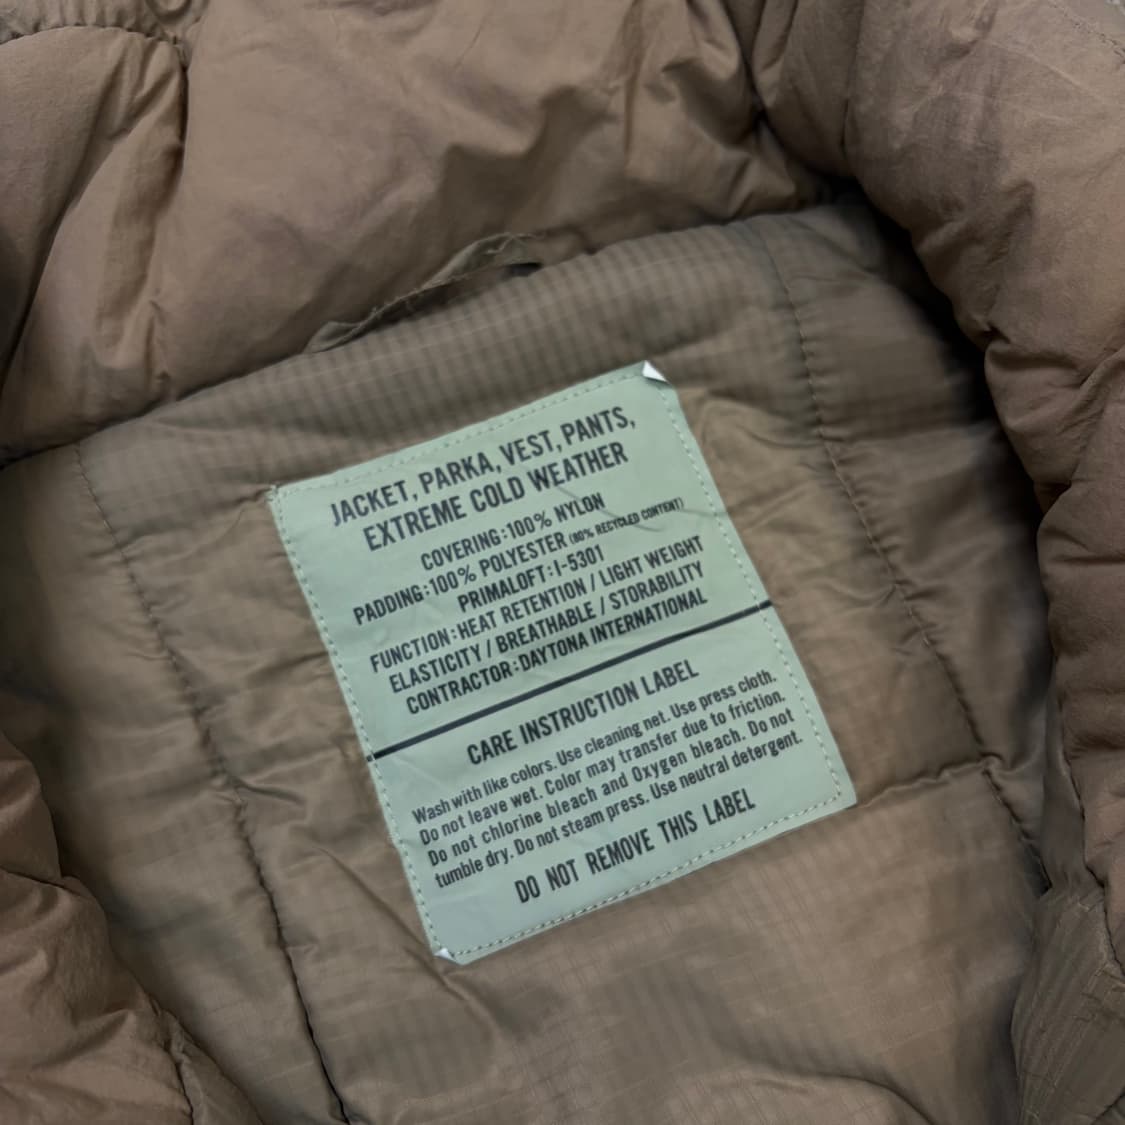 JACKET, PARKA, VEST, PANTS,
EXTREME COLD WEATHER
COVERING:100% NYLON
PADDING:100% POLYESTER (80% RECYCLED CONTENT)
PRIMALOFT:I-5301
FUNCTION:HEAT RETENTION / LIGHT WEIGHT
ELASTICITY / BREATHABLE / STORABILITY
CONTRACTOR:DAYTONA INTERNATIONAL
CARE INSTRUCTION LABEL
Wash with like colors. Use cleaning net. Use press cloth.
Do not leave wet. Color may transfer due to friction.
Do not chlorine bleach and Oxygen bleach. Do not
tumble dry. Do not steam press. Use neutral detergent.
DO NOT REMOVE THIS LABEL